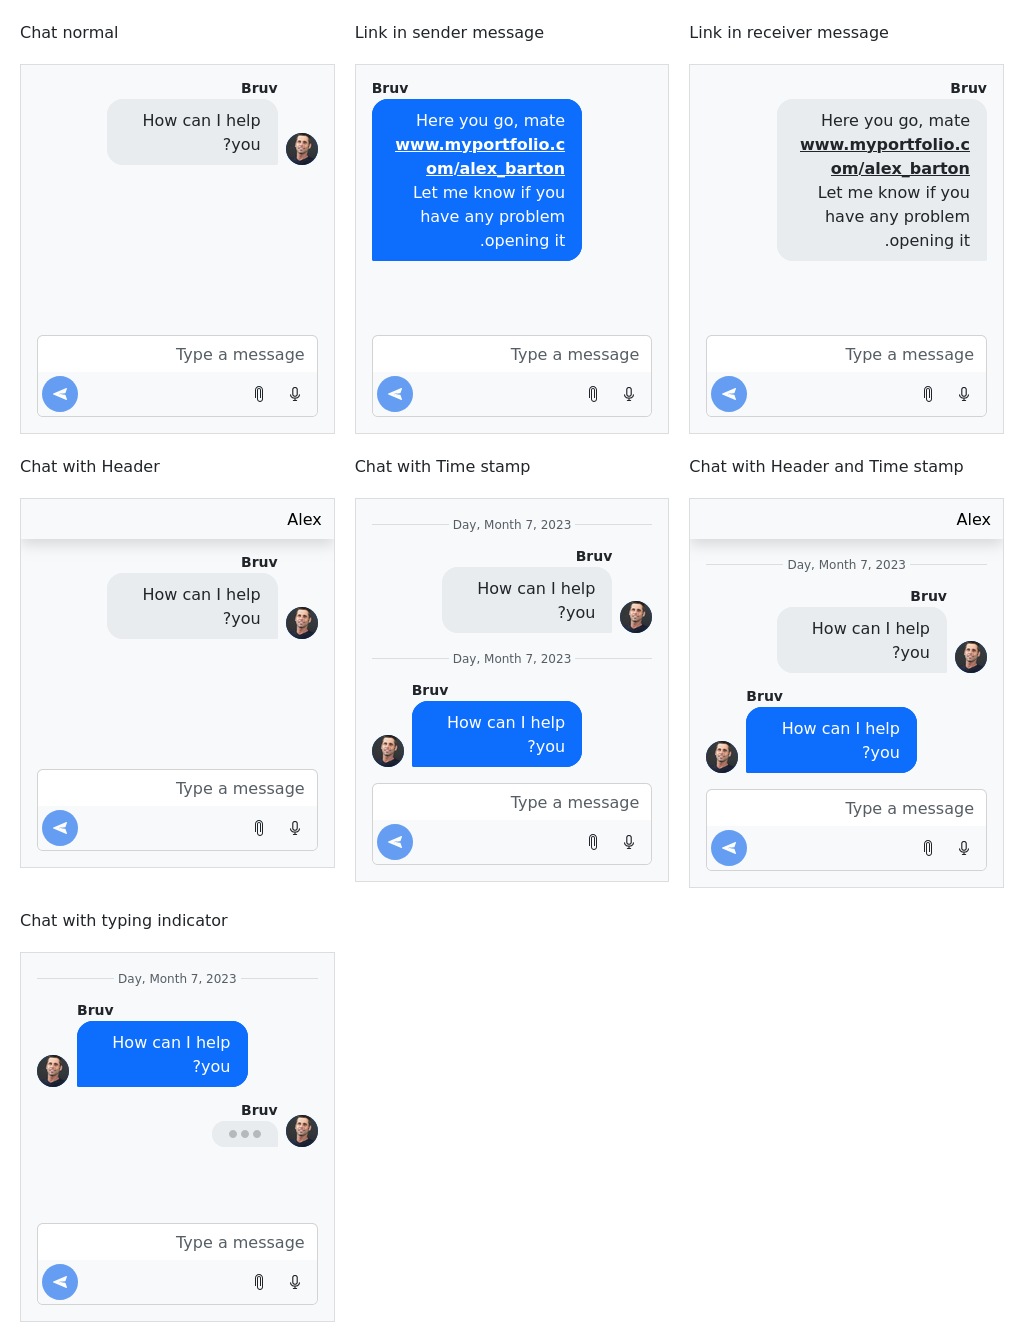 Chat normal
Bruv
How can I help
?you
Type a message
Link in sender message
Bruv
Here you go, mate
www.myportfolio.c
om/alex_barton
Let me know if you
have any problem
.opening it
Type a message
Link in receiver message
Bruv
Here you go, mate
www.myportfolio.c
om/alex_barton
Let me know if you
have any problem
.opening it
Type a message
Chat with Header
Alex
Bruv
How can I help
?you
Type a message
Chat with Time stamp
Day, Month 7, 2023
Bruv
How can I help
?you
Day, Month 7, 2023
Bruv
How can I help
?you
Type a message
Chat with Header and Time stamp
Alex
Day, Month 7, 2023
Bruv
How can I help
?you
Bruv
How can I help
?you
Type a message
Chat with typing indicator
Day, Month 7, 2023
Bruv
How can I help
?you
Bruv
Type a message